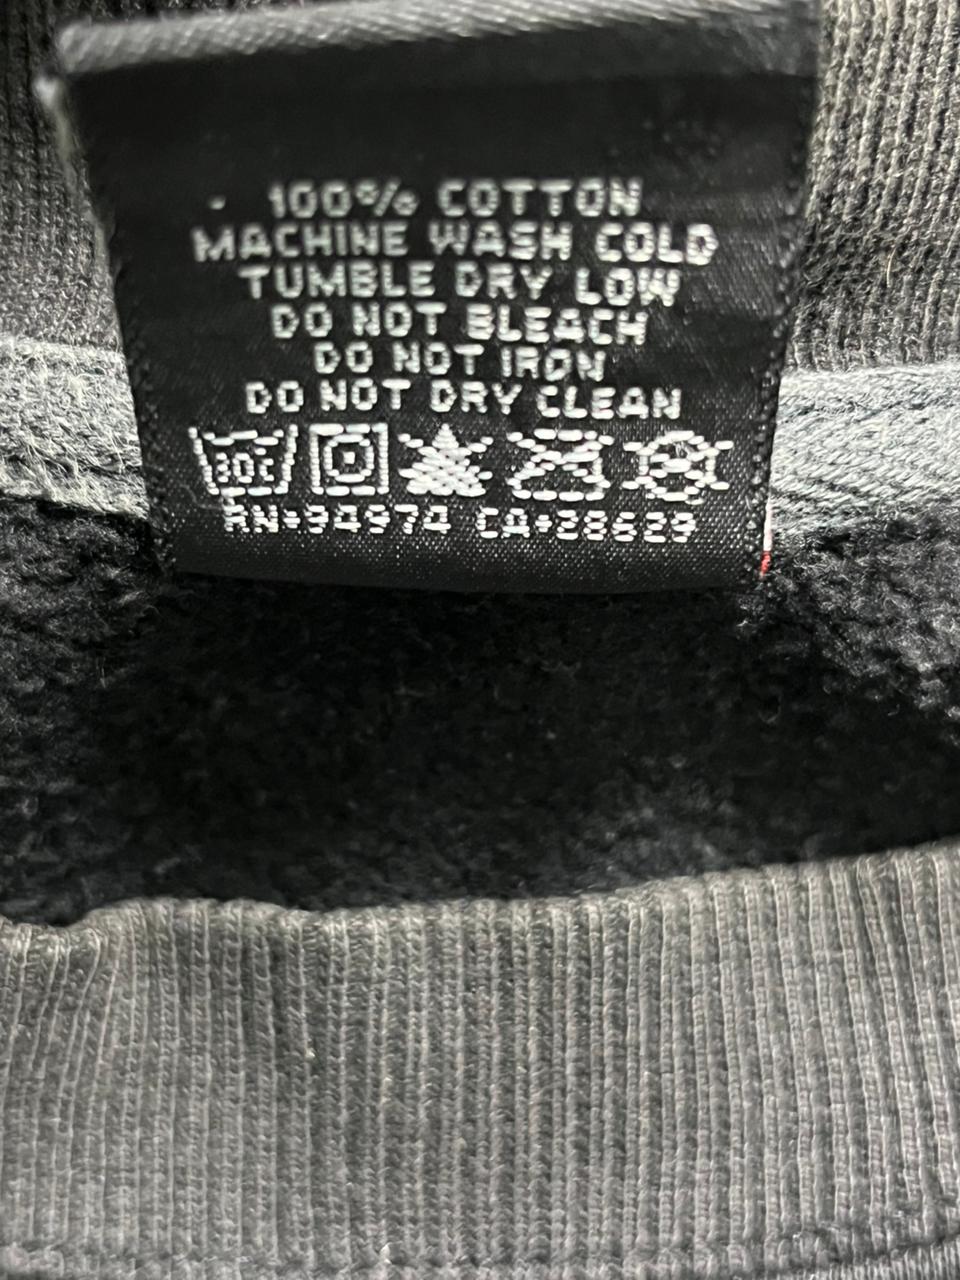 100% COTTON
MACHINE WASH COLD
TUMBLE DRY LOW
DO NOT BLEACH
DO NOT IRON
DO NOT DRY CLEAN
30C
RN+94974 CA+28629